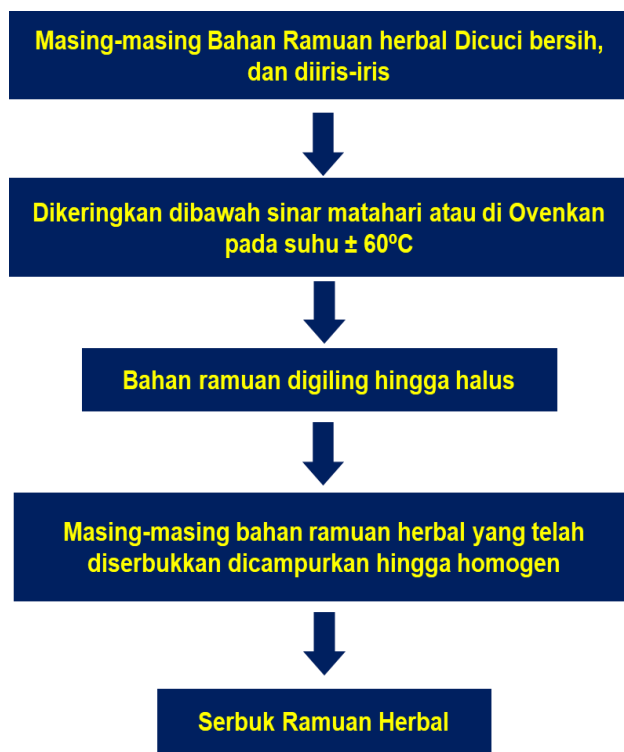 Masing-masing Bahan Ramuan herbal Dicuci bersih,
dan diiris-iris
Dikeringkan dibawah sinar matahari atau di Ovenkan
pada suhu ± 60ºC
Bahan ramuan digiling hingga halus
Masing-masing bahan ramuan herbal yang telah
diserbukkan dicampurkan hingga homogen
Serbuk Ramuan Herbal